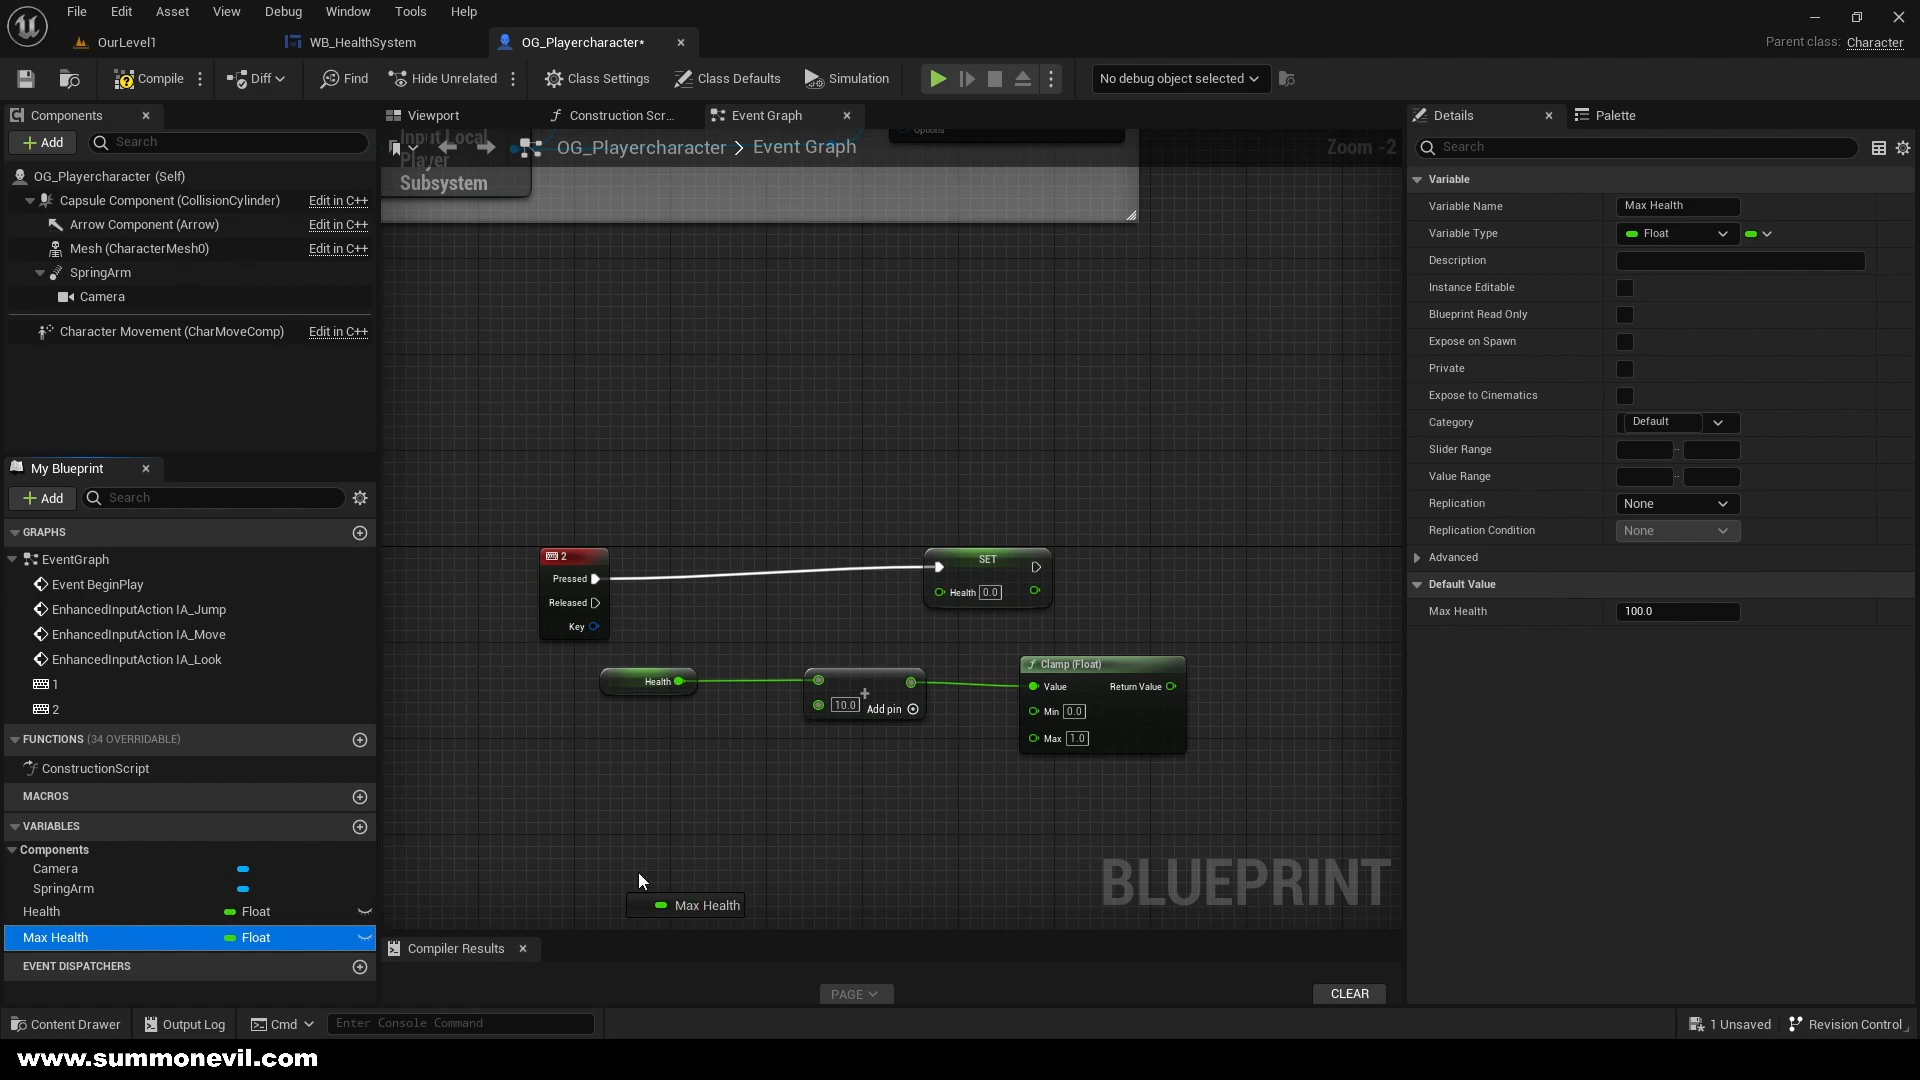 File Edit Asset View Debug Window Tools Help
OurLevel1 WB_HealthSystem OG_Playercharacter*
Parent class: Character
Compile Diff Find Hide Unrelated Class Settings Class Defaults Simulation No debug object selected
Components
Add Search
OG_Playercharacter (Self)
Capsule Component (CollisionCylinder) Edit in C++
Arrow Component (Arrow) Edit in C++
Mesh (CharacterMesh0) Edit in C++
SpringArm
Camera
Character Movement (CharMoveComp) Edit in C++
My Blueprint
Add Search
GRAPHS
EventGraph
Event BeginPlay
EnhancedInputAction IA_Jump
EnhancedInputAction IA_Move
EnhancedInputAction IA_Look
1
2
FUNCTIONS (34 OVERRIDABLE)
ConstructionScript
MACROS
VARIABLES
Components
Camera
SpringArm
Health Float
Max Health Float
EVENT DISPATCHERS
Viewport Construction Scr... Event Graph
OG_Playercharacter > Event Graph
Zoom -2
Input Local
Player
Subsystem
Options
2
Pressed
Released
Key
SET
Health 0.0
Health
10.0
Add pin
Clamp (Float)
Value Return Value
Min 0.0
Max 1.0
Max Health
BLUEPRINT
Compiler Results
PAGE
CLEAR
Details Palette
Search
Variable
Variable Name Max Health
Variable Type Float
Description
Instance Editable
Blueprint Read Only
Expose on Spawn
Private
Expose to Cinematics
Category Default
Slider Range
Value Range
Replication None
Replication Condition None
Advanced
Default Value
Max Health 100.0
Content Drawer Output Log Cmd Enter Console Command
1 Unsaved Revision Control
www.summonevil.com